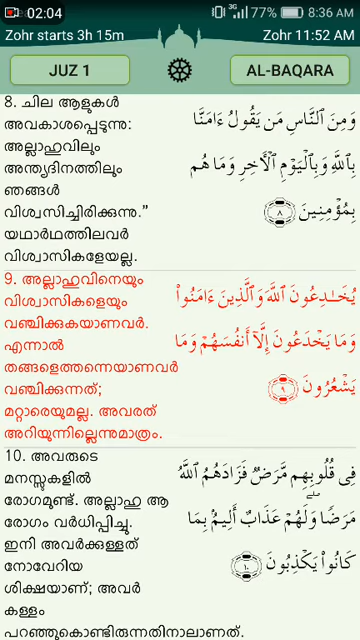 02:04
3G
77%
8:36 AM
Zohr starts 3h 15m
Zohr 11:52 AM
JUZ 1
AL-BAQARA
8. ചില ആളുകൾ
അവകാശപ്പെടുന്നു:
അല്ലാഹുവിലും
അന്ത്യദിനത്തിലും
ഞങ്ങൾ
വിശ്വസിച്ചിരിക്കുന്നു.”
യഥാർഥത്തിലവർ
വിശ്വാസികളേയല്ല.
وَمِنَ ٱلنَّاسِ مَن يَقُولُ ءَامَنَّا
بِٱللَّهِ وَبِٱلْيَوْمِ ٱلْـَٔاخِرِ وَمَا هُم
بِمُؤْمِنِينَ ٨
9. അല്ലാഹുവിനെയും
വിശ്വാസികളെയും
വഞ്ചിക്കുകയാണവർ.
എന്നാൽ
തങ്ങളെത്തന്നെയാണവർ
വഞ്ചിക്കുന്നത്;
മറ്റാരെയുമല്ല. അവരത്
അറിയുന്നില്ലെന്നുമാത്രം.
يُخَـٰدِعُونَ ٱللَّهَ وَٱلَّذِينَ ءَامَنُوا۟
وَمَا يَخْدَعُونَ إِلَّآ أَنفُسَهُمْ وَمَا
يَشْعُرُونَ ٩
10. അവരുടെ
മനസ്സുകളിൽ
രോഗമുണ്ട്. അല്ലാഹു ആ
രോഗം വർധിപ്പിച്ചു.
ഇനി അവർക്കുള്ളത്
നോവേറിയ
ശിക്ഷയാണ്; അവർ
കള്ളം
പറഞ്ഞുകൊണ്ടിരുന്നതിനാലാണത്.
فِى قُلُوبِهِم مَّرَضٌ فَزَادَهُمُ ٱللَّهُ
مَرَضًا ۖ وَلَهُمْ عَذَابٌ أَلِيمٌۢ بِمَا
كَانُوا۟ يَكْذِبُونَ ١٠